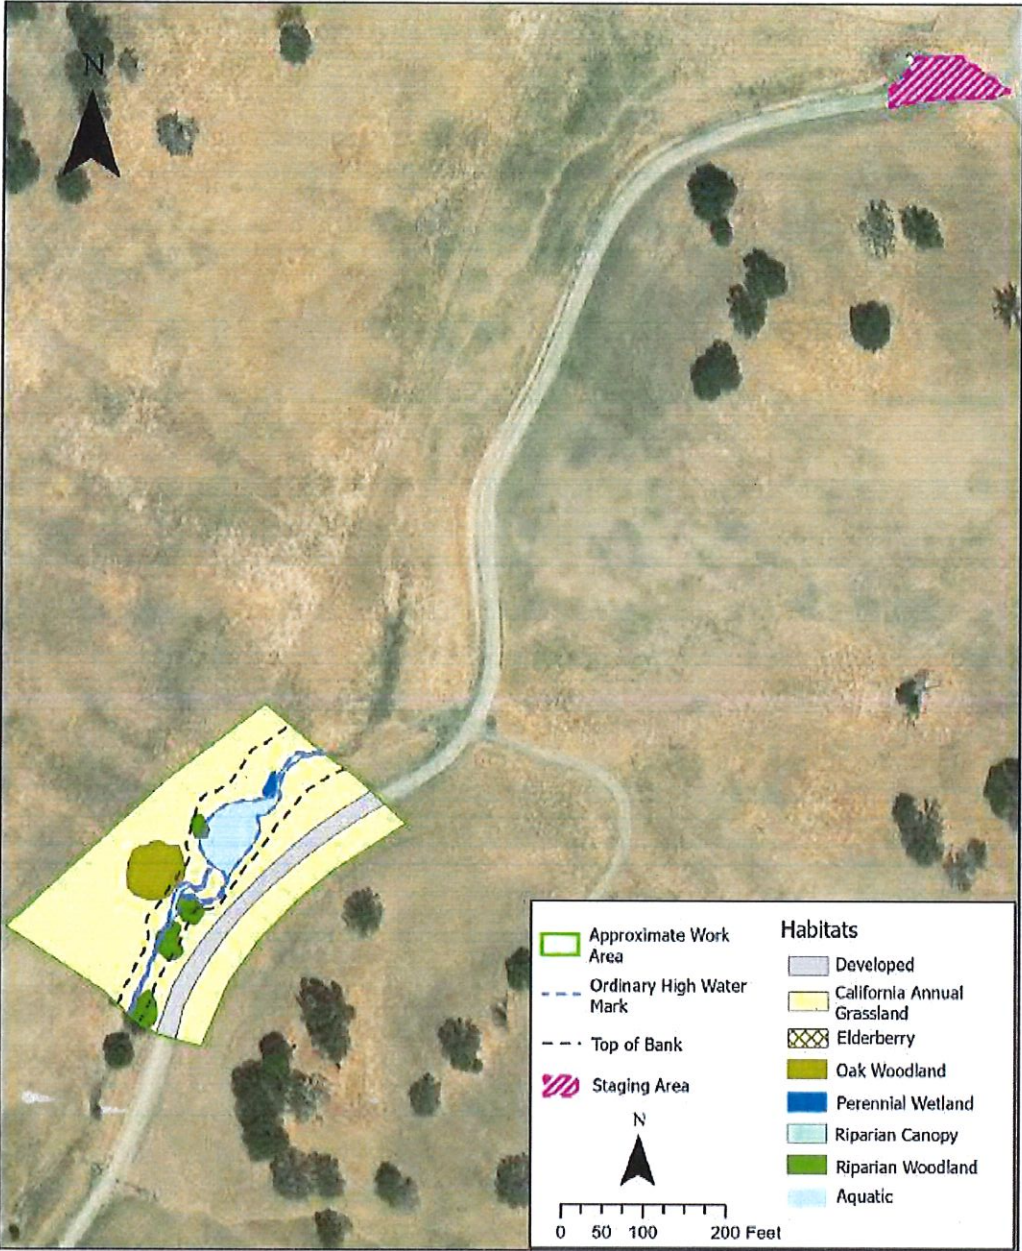 N
Approximate Work
Area
Ordinary High Water
Mark
Top of Bank
Staging Area
N
0 50 100 200 Feet
Habitats
Developed
California Annual
Grassland
Elderberry
Oak Woodland
Perennial Wetland
Riparian Canopy
Riparian Woodland
Aquatic